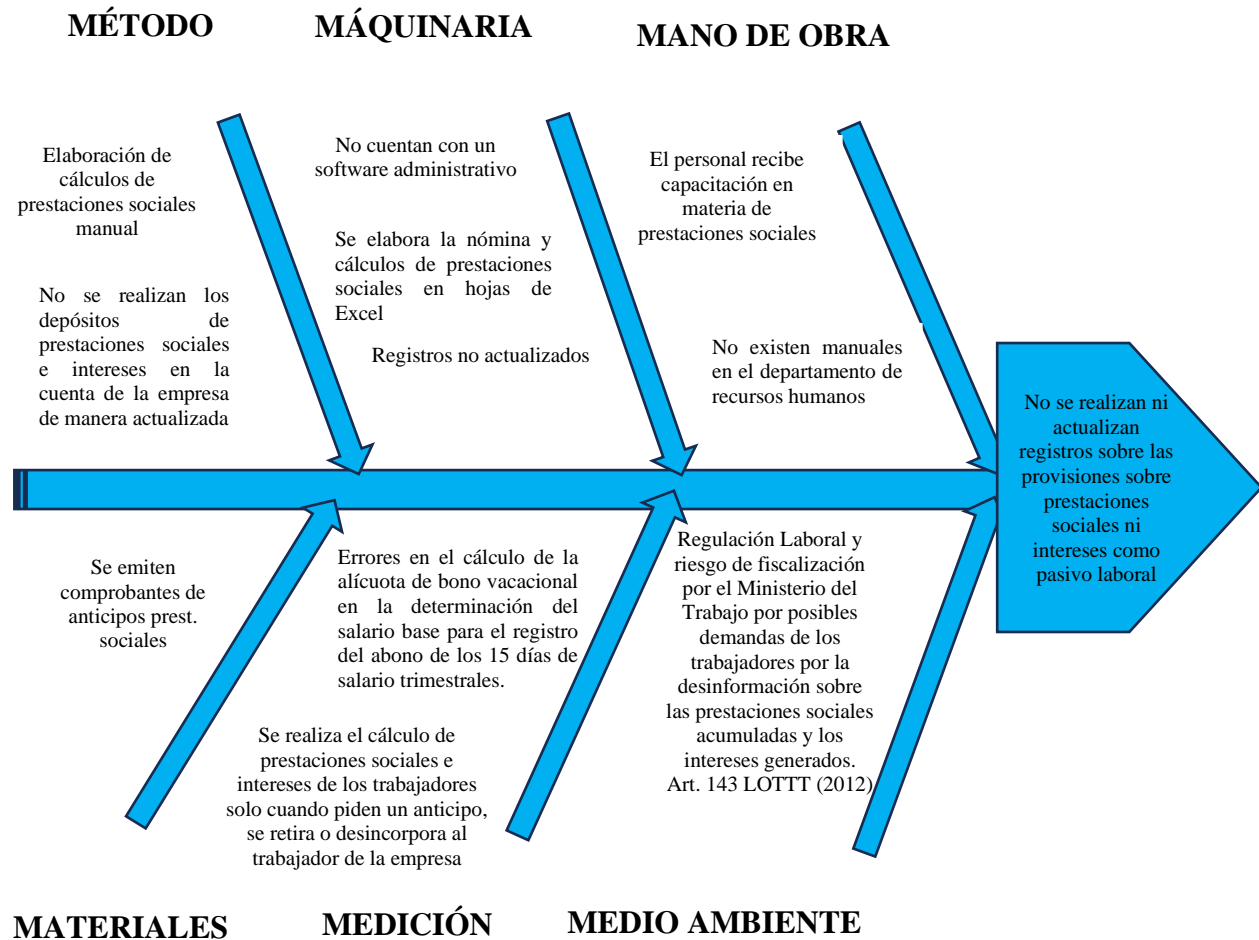 MÉTODO
MÁQUINARIA
MANO DE OBRA
Elaboración de
cálculos de
prestaciones sociales
manual
No se realizan los
depósitos de
prestaciones sociales
e intereses en la
cuenta de la empresa
de manera actualizada
No cuentan con un
software administrativo
Se elabora la nómina y
cálculos de prestaciones
sociales en hojas de
Excel
Registros no actualizados
El personal recibe
capacitación en
materia de
prestaciones sociales
No existen manuales
en el departamento de
recursos humanos
No se realizan ni
actualizan
registros sobre las
provisiones sobre
prestaciones
sociales ni
intereses como
pasivo laboral
Se emiten
comprobantes de
anticipos prest.
sociales
Errores en el cálculo de la
alícuota de bono vacacional
en la determinación del
salario base para el registro
del abono de los 15 días de
salario trimestrales.
Se realiza el cálculo de
prestaciones sociales e
intereses de los trabajadores
solo cuando piden un anticipo,
se retira o desincorpora al
trabajador de la empresa
Regulación Laboral y
riesgo de fiscalización
por el Ministerio del
Trabajo por posibles
demandas de los
trabajadores por la
desinformación sobre
las prestaciones sociales
acumuladas y los
intereses generados.
Art. 143 LOTTT (2012)
MATERIALES
MEDICIÓN
MEDIO AMBIENTE